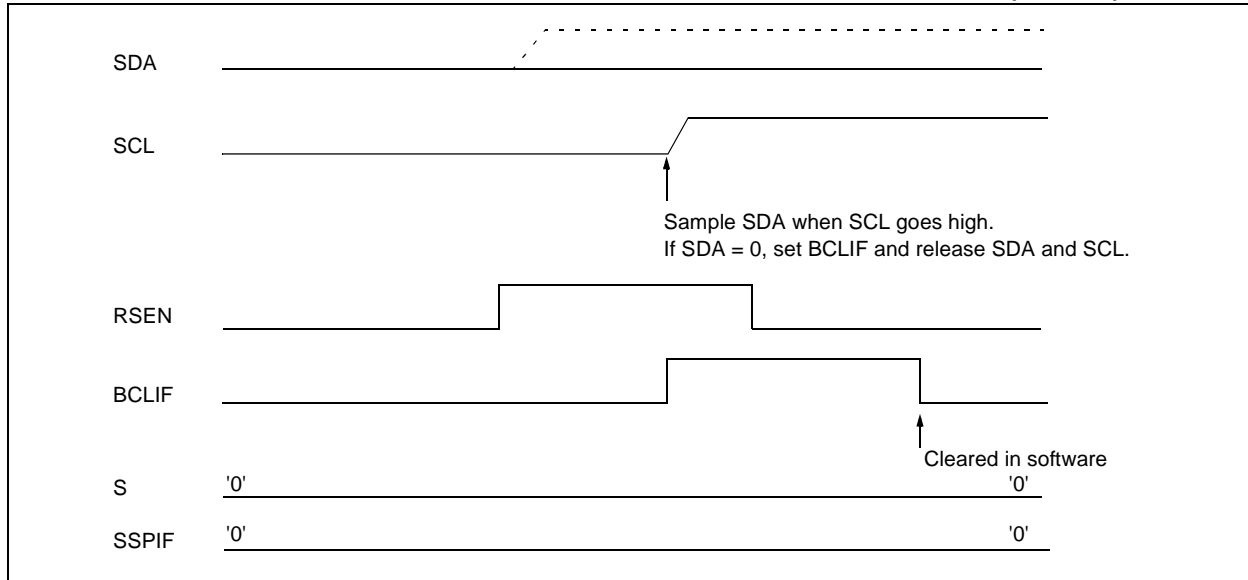 SDA
SCL
Sample SDA when SCL goes high.
If SDA = 0, set BCLIF and release SDA and SCL.
RSEN
BCLIF
Cleared in software
S '0' '0'
SSPIF '0' '0'